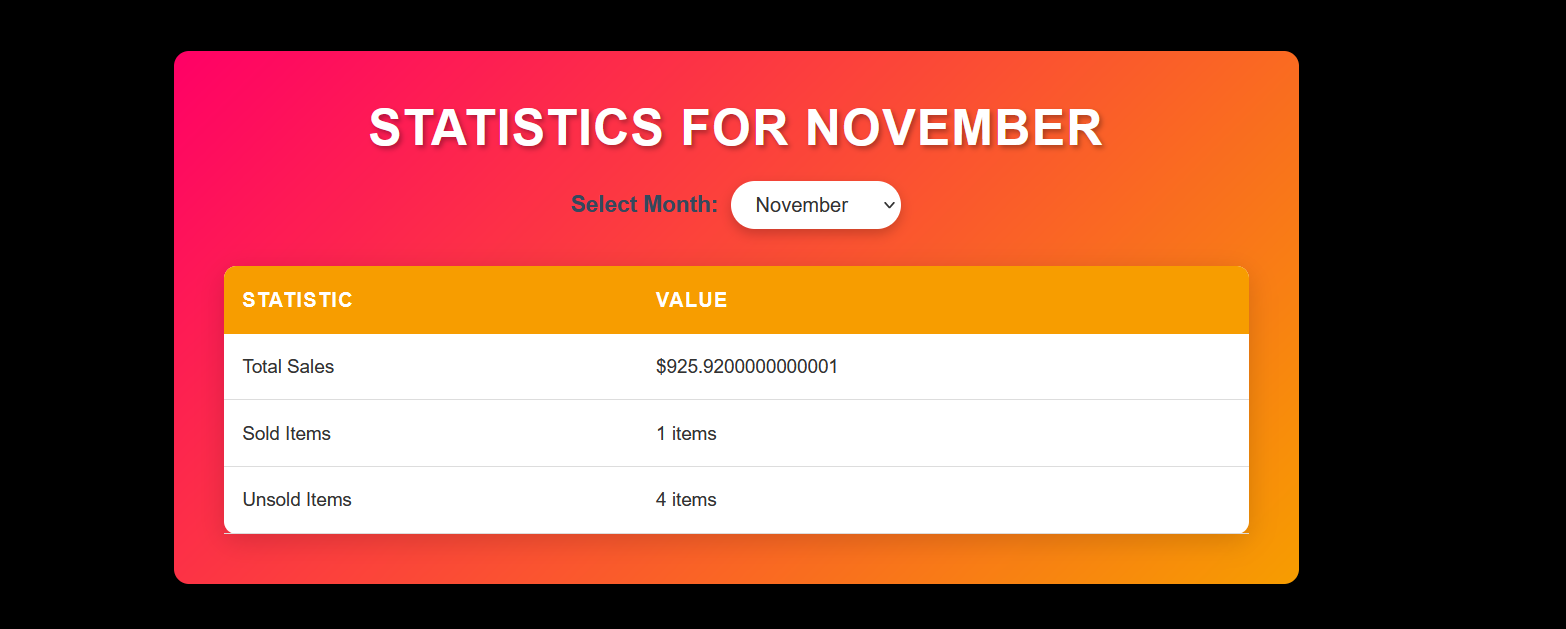 STATISTICS FOR NOVEMBER
Select Month: November
STATISTIC VALUE
Total Sales $925.9200000000001
Sold Items 1 items
Unsold Items 4 items